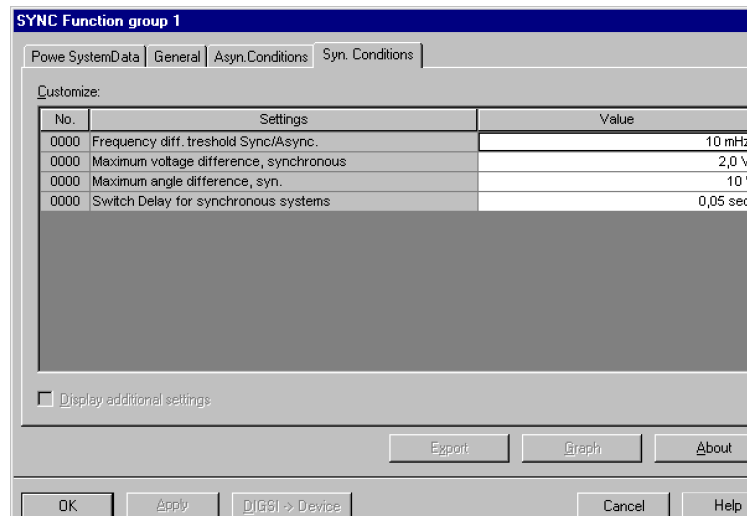 SYNC Function group 1
Powe SystemData General Asyn.Conditions Syn. Conditions
Customize:
No. Settings Value
0000 Frequency diff. treshold Sync/Async. 10 mHz
0000 Maximum voltage difference, synchronous 2,0 V
0000 Maximum angle difference, syn. 10 °
0000 Switch Delay for synchronous systems 0,05 sec
Display additional settings
Export Graph About
OK Apply DIGSI -> Device Cancel Help